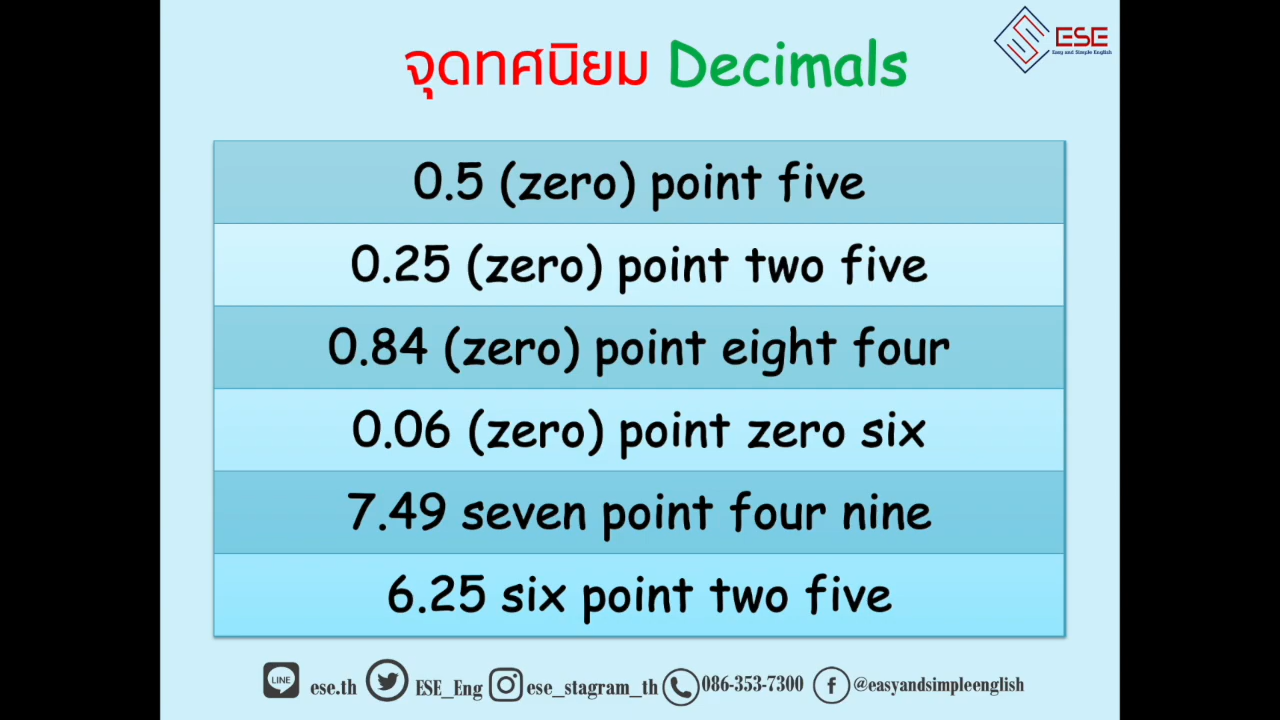 จุดทศนิยม Decimals
ESE
Easy and Simple English
0.5 (zero) point five
0.25 (zero) point two five
0.84 (zero) point eight four
0.06 (zero) point zero six
7.49 seven point four nine
6.25 six point two five
LINE ese.th ESE_Eng ese_stagram_th 086-353-7300 @easyandsimpleenglish